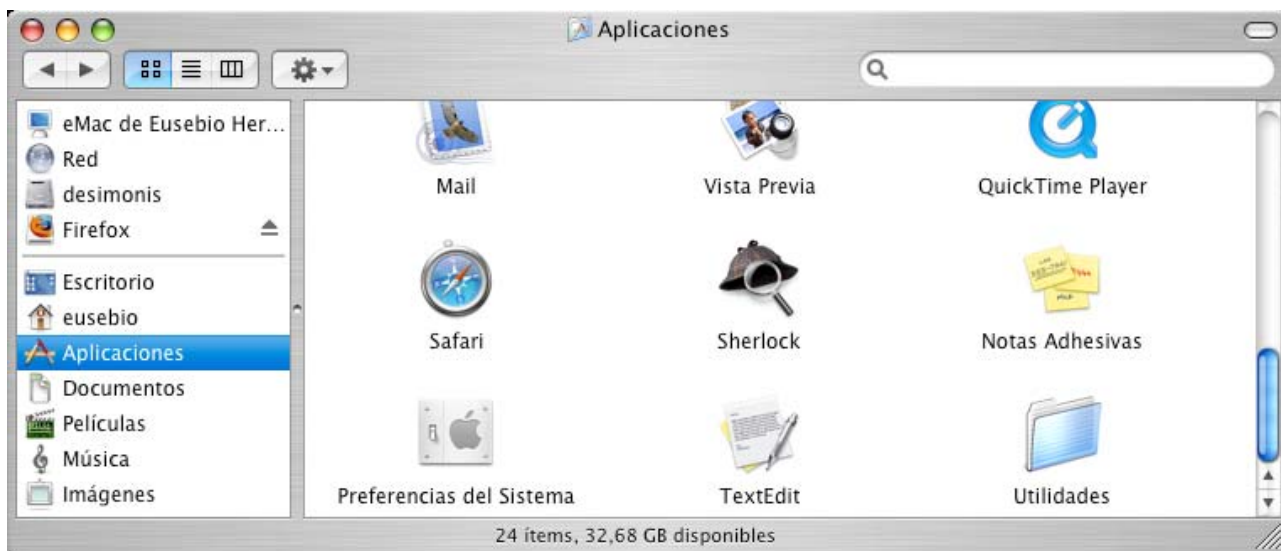 Aplicaciones
eMac de Eusebio Her...
Red
desimonis
Firefox
Escritorio
eusebio
Aplicaciones
Documentos
Películas
Música
Imágenes
Mail
Vista Previa
QuickTime Player
Safari
Sherlock
Notas Adhesivas
Preferencias del Sistema
TextEdit
Utilidades
24 ítems, 32,68 GB disponibles